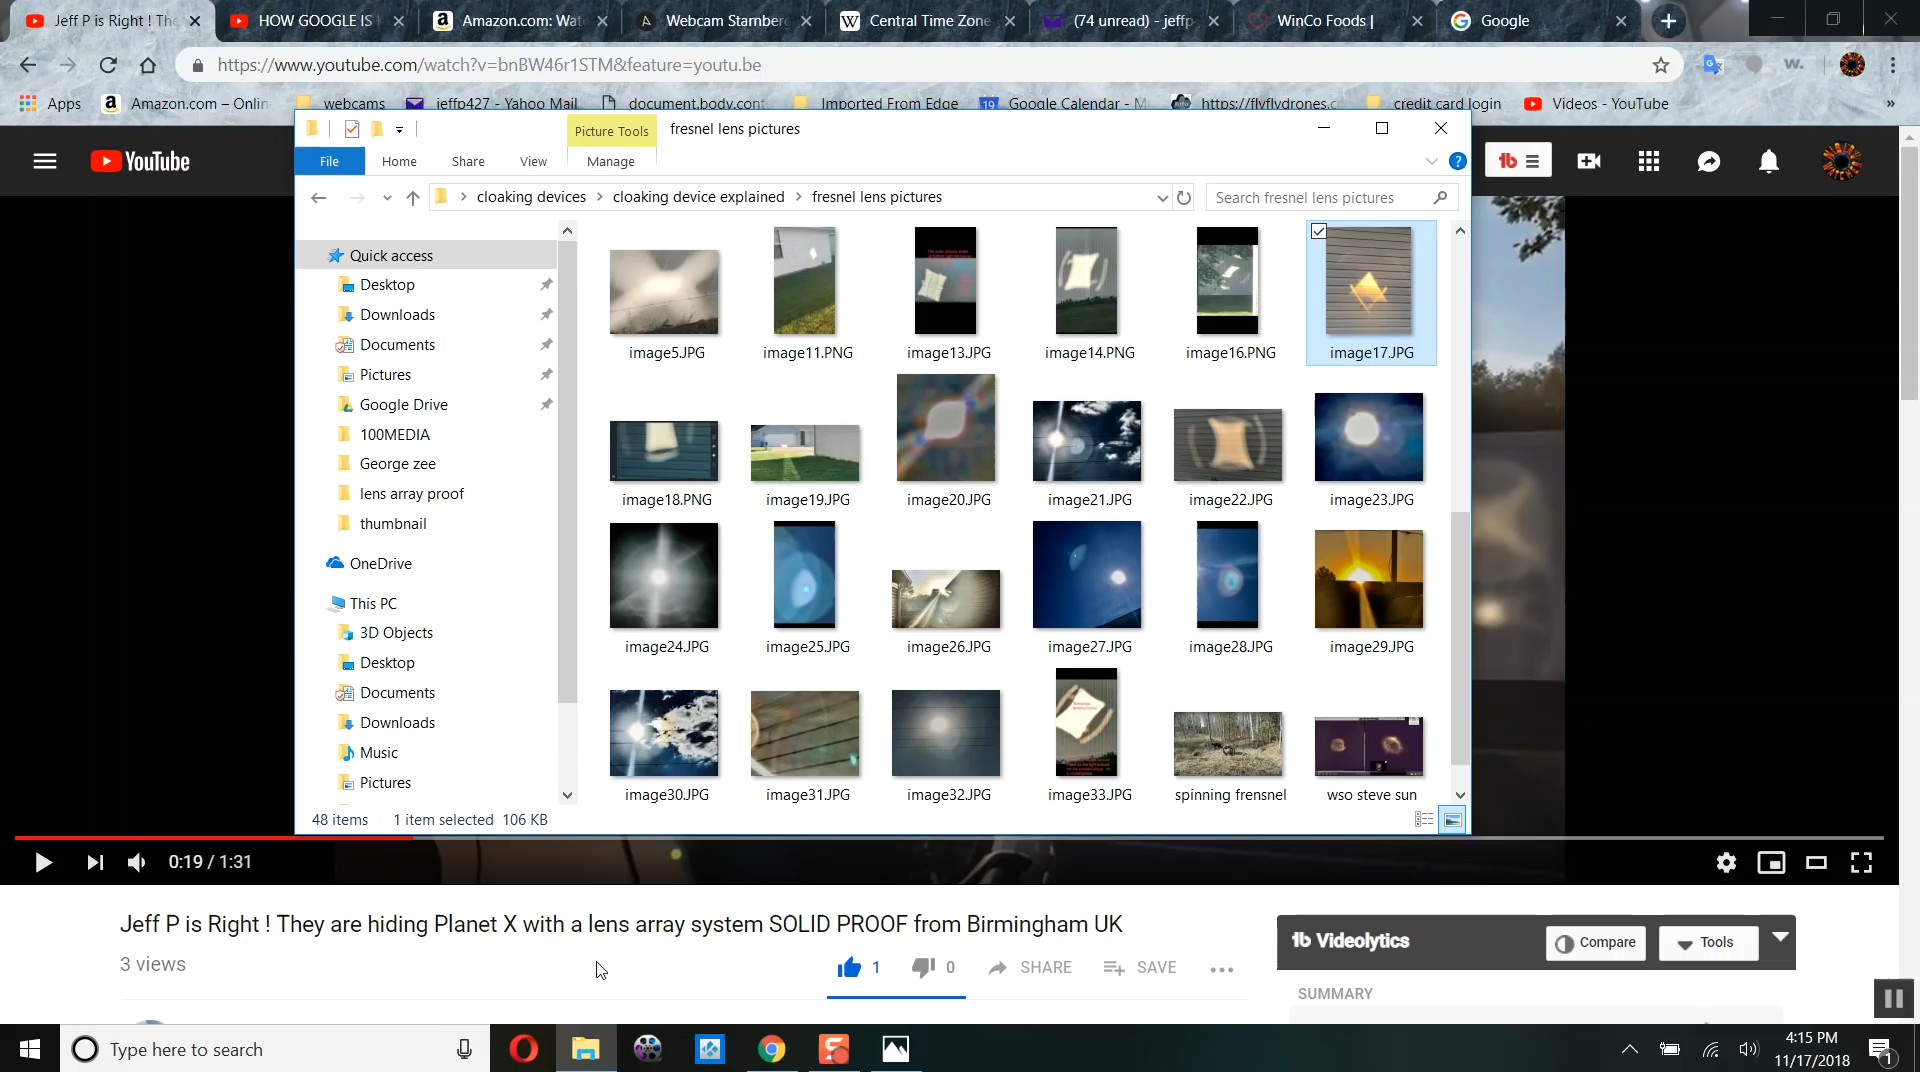 Jeff P is Right ! The
HOW GOOGLE IS
Amazon.com: Wat
Webcam Starnberg
Central Time Zone
(74 unread) - jeffp
WinCo Foods |
Google
https://www.youtube.com/watch?v=bnBW46r1STM&feature=youtu.be
Apps
Amazon.com – Onlin
webcams
jeffp427 - Yahoo Mail
document.body.cont
Imported From Edge
Google Calendar - M
https://flyflydrones.c
credit card login
Videos - YouTube
YouTube
Picture Tools
fresnel lens pictures
File
Home
Share
View
Manage
cloaking devices > cloaking device explained > fresnel lens pictures
Search fresnel lens pictures
Quick access
Desktop
Downloads
Documents
Pictures
Google Drive
100MEDIA
George zee
lens array proof
thumbnail
OneDrive
This PC
3D Objects
Desktop
Documents
Downloads
Music
Pictures
image5.JPG
image11.PNG
image13.JPG
image14.PNG
image16.PNG
image17.JPG
image18.PNG
image19.JPG
image20.JPG
image21.JPG
image22.JPG
image23.JPG
image24.JPG
image25.JPG
image26.JPG
image27.JPG
image28.JPG
image29.JPG
image30.JPG
image31.JPG
image32.JPG
image33.JPG
spinning frensnel
wso steve sun
48 items
1 item selected 106 KB
0:19 / 1:31
Jeff P is Right ! They are hiding Planet X with a lens array system SOLID PROOF from Birmingham UK
3 views
1
0
SHARE
SAVE
Videolytics
Compare
Tools
SUMMARY
Type here to search
4:15 PM
11/17/2018
1